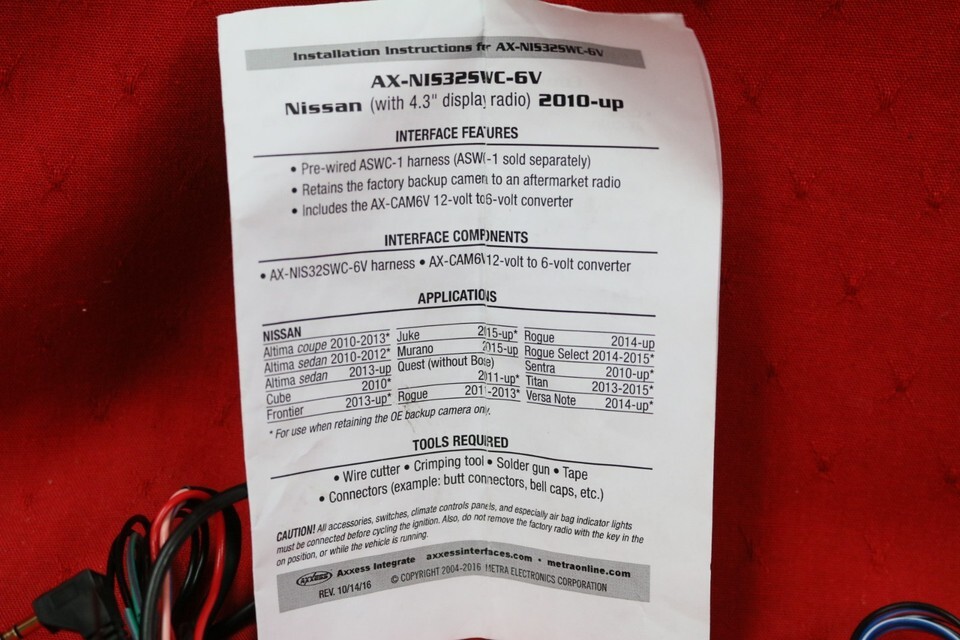 Installation Instructions for AX-NIS32SWC-6V
AX-NIS32SWC-6V
Nissan (with 4.3" display radio) 2010-up
INTERFACE FEATURES
• Pre-wired ASWC-1 harness (ASWC-1 sold separately)
• Retains the factory backup camera to an aftermarket radio
• Includes the AX-CAM6V 12-volt to 6-volt converter
INTERFACE COMPONENTS
• AX-NIS32SWC-6V harness • AX-CAM6V 12-volt to 6-volt converter
APPLICATIONS
NISSAN
Altima coupe 2010-2013*
Altima sedan 2010-2012*
Altima sedan 2013-up
Cube 2010*
Frontier 2013-up*
Juke 2015-up*
Murano 2015-up
Quest (without Bose)
2011-up*
Rogue 2011-2013*
Rogue 2014-up
Rogue Select 2014-2015*
Sentra 2010-up*
Titan 2013-2015*
Versa Note 2014-up*
* For use when retaining the OE backup camera only.
TOOLS REQUIRED
• Wire cutter • Crimping tool • Solder gun • Tape
• Connectors (example: butt connectors, bell caps, etc.)
CAUTION! All accessories, switches, climate controls panels, and especially air bag indicator lights
must be connected before cycling the ignition. Also, do not remove the factory radio with the key in the
on position, or while the vehicle is running.
AXXESS Axxess Integrate axxessinterfaces.com • metraonline.com
REV. 10/14/16 © COPYRIGHT 2004-2016 METRA ELECTRONICS CORPORATION